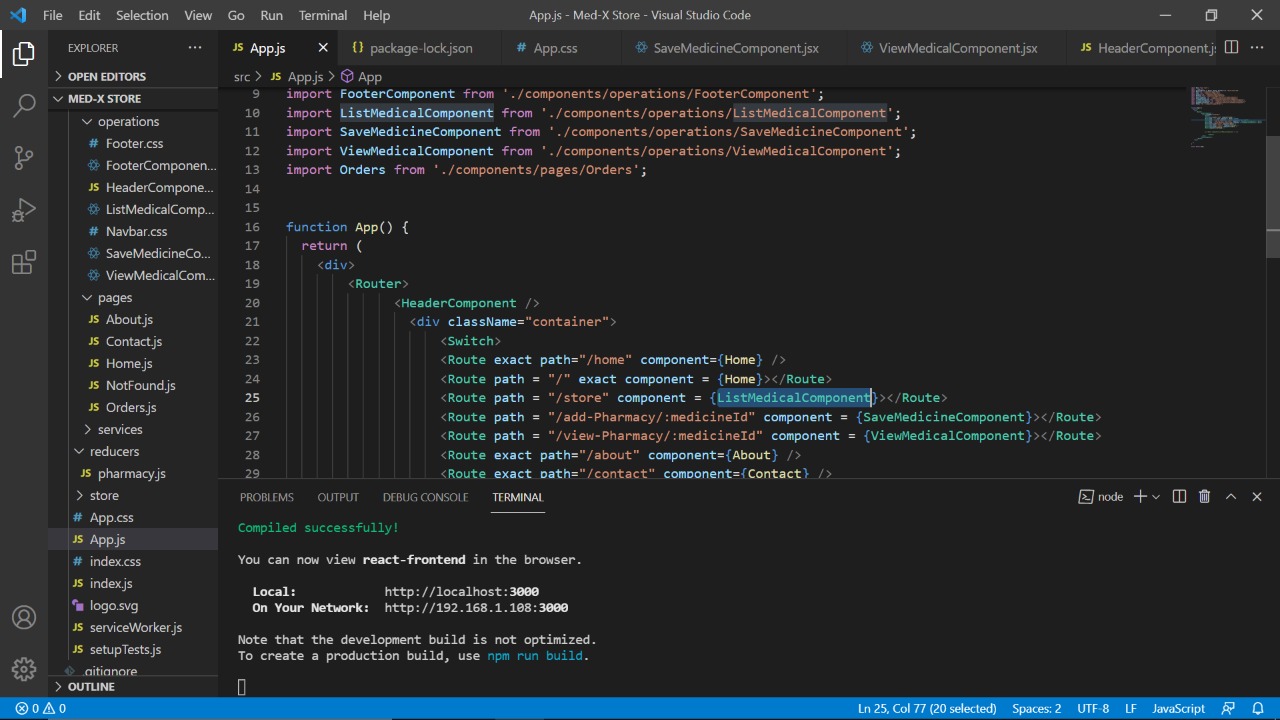 File Edit Selection View Go Run Terminal Help App.js - Med-X Store - Visual Studio Code
EXPLORER ···
JS App.js × {} package-lock.json # App.css SaveMedicineComponent.jsx ViewMedicalComponent.jsx JS HeaderComponent.js ···
OPEN EDITORS
MED-X STORE
operations
# Footer.css
FooterComponen...
JS HeaderCompone...
ListMedicalComp...
# Navbar.css
SaveMedicineCo...
ViewMedicalCom...
pages
JS About.js
JS Contact.js
JS Home.js
JS NotFound.js
JS Orders.js
services
reducers
JS pharmacy.js
store
# App.css
JS App.js
# index.css
JS index.js
logo.svg
JS serviceWorker.js
JS setupTests.js
.gitignore
OUTLINE
src > JS App.js > App
9 import FooterComponent from './components/operations/FooterComponent';
10 import ListMedicalComponent from './components/operations/ListMedicalComponent';
11 import SaveMedicineComponent from './components/operations/SaveMedicineComponent';
12 import ViewMedicalComponent from './components/operations/ViewMedicalComponent';
13 import Orders from './components/pages/Orders';
14
15
16 function App() {
17 return (
18 <div>
19 <Router>
20 <HeaderComponent />
21 <div className="container">
22 <Switch>
23 <Route exact path="/home" component={Home} />
24 <Route path = "/" exact component = {Home}></Route>
25 <Route path = "/store" component = {ListMedicalComponent}></Route>
26 <Route path = "/add-Pharmacy/:medicineId" component = {SaveMedicineComponent}></Route>
27 <Route path = "/view-Pharmacy/:medicineId" component = {ViewMedicalComponent}></Route>
28 <Route exact path="/about" component={About} />
29 <Route exact path="/contact" component={Contact} />
PROBLEMS OUTPUT DEBUG CONSOLE TERMINAL node
Compiled successfully!
You can now view react-frontend in the browser.
Local: http://localhost:3000
On Your Network: http://192.168.1.108:3000
Note that the development build is not optimized.
To create a production build, use npm run build.
0 0 Ln 25, Col 77 (20 selected) Spaces: 2 UTF-8 LF JavaScript